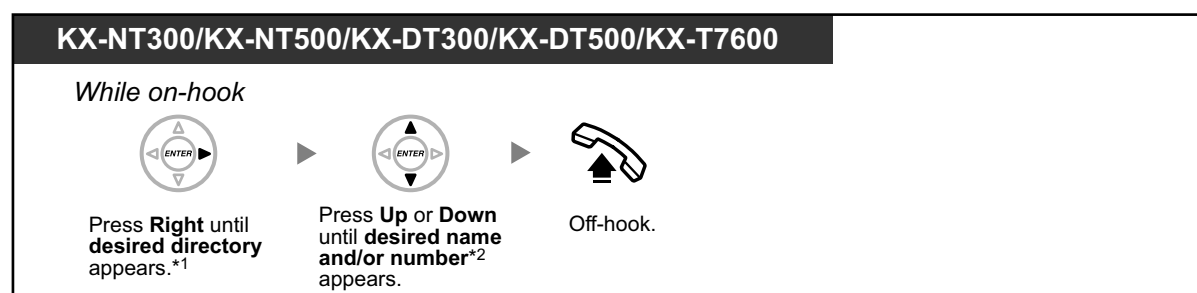 KX-NT300/KX-NT500/KX-DT300/KX-DT500/KX-T7600
While on-hook
ENTER
ENTER
Press Right until
desired directory
appears.*1
Press Up or Down
until desired name
and/or number*2
appears.
Off-hook.